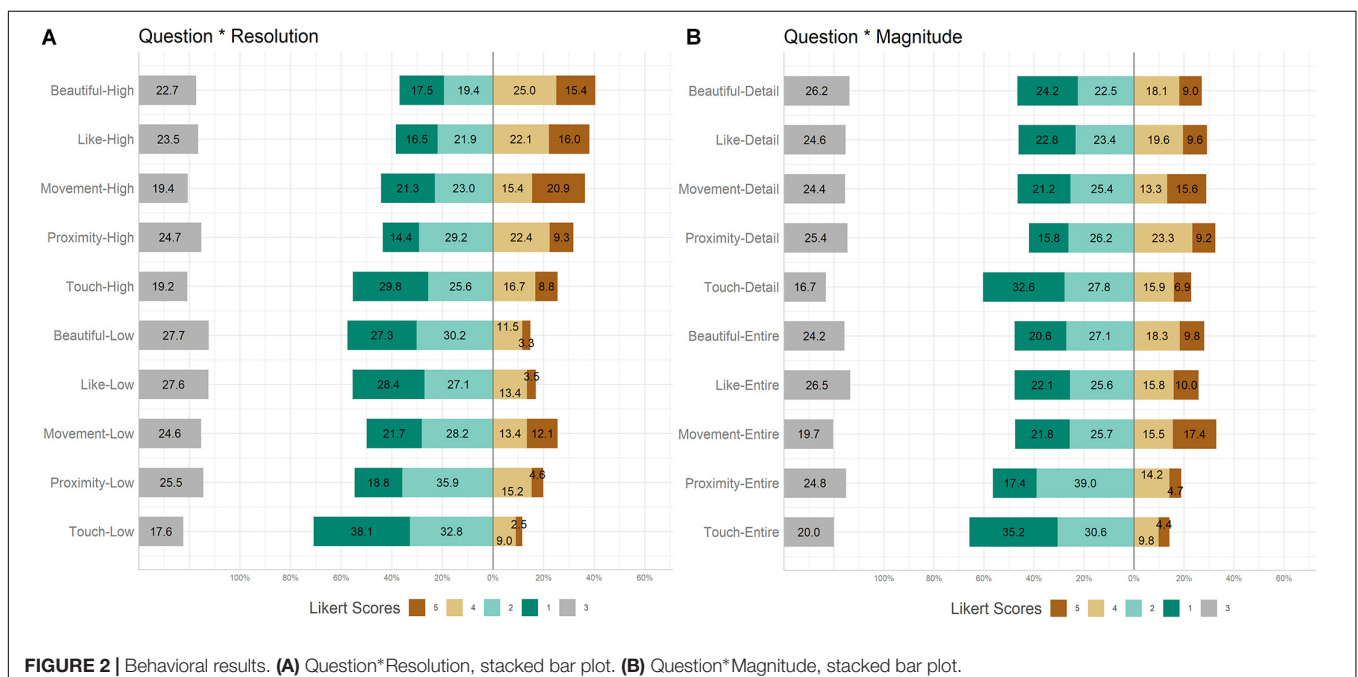 A Question * Resolution
Beautiful-High 22.7 17.5 19.4 25.0 15.4
Like-High 23.5 16.5 21.9 22.1 16.0
Movement-High 19.4 21.3 23.0 15.4 20.9
Proximity-High 24.7 14.4 29.2 22.4 9.3
Touch-High 19.2 29.8 25.6 16.7 8.8
Beautiful-Low 27.7 27.3 30.2 11.5 3.3
Like-Low 27.6 28.4 27.1 13.4 3.5
Movement-Low 24.6 21.7 28.2 13.4 12.1
Proximity-Low 25.5 18.8 35.9 15.2 4.6
Touch-Low 17.6 38.1 32.8 9.0 2.5
100% 80% 60% 40% 20% 0% 20% 40% 60%
Likert Scores 5 4 2 1 3
B Question * Magnitude
Beautiful-Detail 26.2 24.2 22.5 18.1 9.0
Like-Detail 24.6 22.8 23.4 19.6 9.6
Movement-Detail 24.4 21.2 25.4 13.3 15.6
Proximity-Detail 25.4 15.8 26.2 23.3 9.2
Touch-Detail 16.7 32.6 27.8 15.9 6.9
Beautiful-Entire 24.2 20.6 27.1 18.3 9.8
Like-Entire 26.5 22.1 25.6 15.8 10.0
Movement-Entire 19.7 21.8 25.7 15.5 17.4
Proximity-Entire 24.8 17.4 39.0 14.2 4.7
Touch-Entire 20.0 35.2 30.6 9.8 4.4
100% 80% 60% 40% 20% 0% 20% 40% 60%
Likert Scores 5 4 2 1 3
FIGURE 2 | Behavioral results. (A) Question*Resolution, stacked bar plot. (B) Question*Magnitude, stacked bar plot.